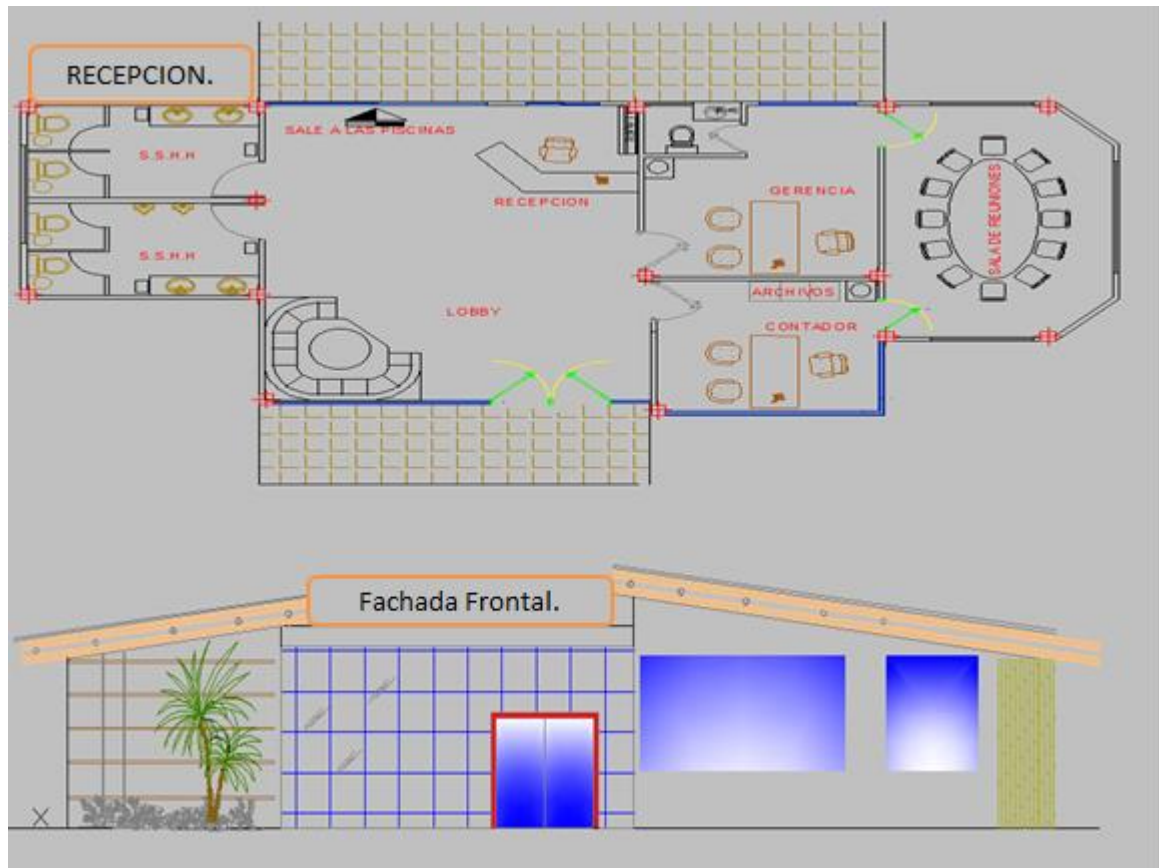 RECEPCION.
SALE A LAS PISCINAS
S.S.H.H
RECEPCION
GERENCIA
SALA DE REUNIONES
S.S.H.H
ARCHIVOS
LOBBY
CONTADOR
Fachada Frontal.
X